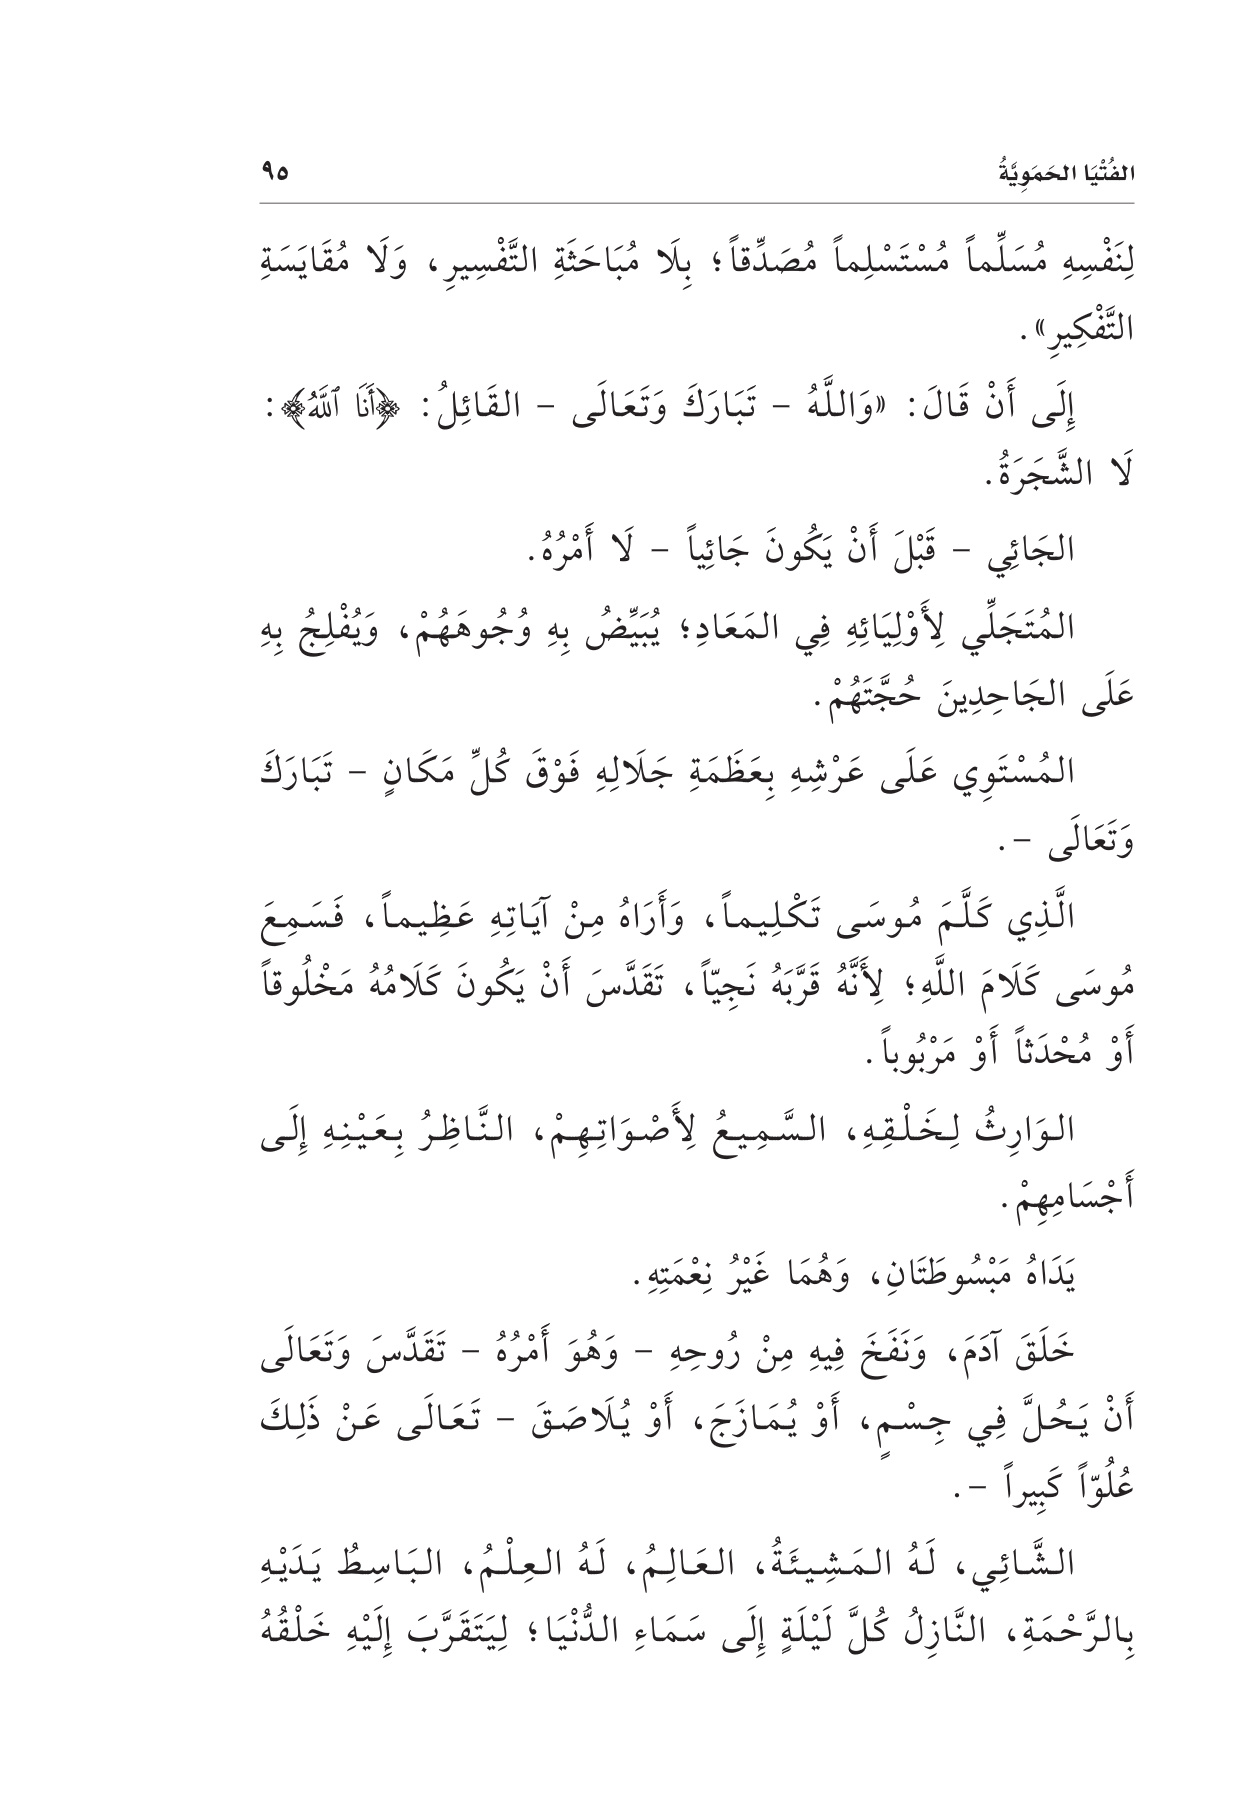 الفُتْيَا الحَمَوِيَّةُ ٩٥
لِنَفْسِهِ مُسَلِّماً مُسْتَسْلِماً مُصَدِّقاً؛ بِلَا مُبَاحَثَةِ التَّفْسِيرِ، وَلَا مُقَايَسَةِ
التَّفْكِيرِ».
إِلَى أَنْ قَالَ: «وَاللَّهُ – تَبَارَكَ وَتَعَالَى – القَائِلُ: ﴿أَنَا ٱللَّهُ﴾:
لَا الشَّجَرَةُ.
الجَائِي – قَبْلَ أَنْ يَكُونَ جَائِياً – لَا أَمْرُهُ.
المُتَجَلِّي لِأَوْلِيَائِهِ فِي المَعَادِ؛ يُبَيِّضُ بِهِ وُجُوهَهُمْ، وَيُفْلِجُ بِهِ
عَلَى الجَاحِدِينَ حُجَّتَهُمْ.
المُسْتَوِي عَلَى عَرْشِهِ بِعَظَمَةِ جَلَالِهِ فَوْقَ كُلِّ مَكَانٍ – تَبَارَكَ
وَتَعَالَى –.
الَّذِي كَلَّمَ مُوسَى تَكْلِيماً، وَأَرَاهُ مِنْ آيَاتِهِ عَظِيماً، فَسَمِعَ
مُوسَى كَلَامَ اللَّهِ؛ لِأَنَّهُ قَرَّبَهُ نَجِيّاً، تَقَدَّسَ أَنْ يَكُونَ كَلَامُهُ مَخْلُوقاً
أَوْ مُحْدَثاً أَوْ مَرْبُوباً.
الوَارِثُ لِخَلْقِهِ، السَّمِيعُ لِأَصْوَاتِهِمْ، النَّاظِرُ بِعَيْنِهِ إِلَى
أَجْسَامِهِمْ.
يَدَاهُ مَبْسُوطَتَانِ، وَهُمَا غَيْرُ نِعْمَتِهِ.
خَلَقَ آدَمَ، وَنَفَخَ فِيهِ مِنْ رُوحِهِ – وَهُوَ أَمْرُهُ – تَقَدَّسَ وَتَعَالَى
أَنْ يَحُلَّ فِي جِسْمٍ، أَوْ يُمَازَجَ، أَوْ يُلَاصَقَ – تَعَالَى عَنْ ذَلِكَ
عُلُوّاً كَبِيراً –.
الشَّائِي، لَهُ المَشِيئَةُ، العَالِمُ، لَهُ العِلْمُ، البَاسِطُ يَدَيْهِ
بِالرَّحْمَةِ، النَّازِلُ كُلَّ لَيْلَةٍ إِلَى سَمَاءِ الدُّنْيَا؛ لِيَتَقَرَّبَ إِلَيْهِ خَلْقُهُ